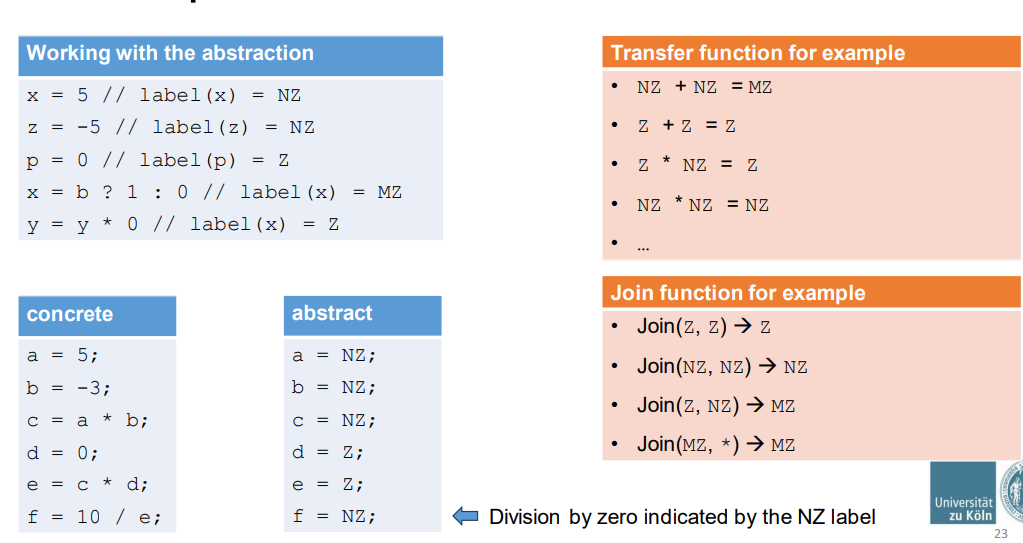 Working with the abstraction
x = 5 // label(x) = NZ
z = -5 // label(z) = NZ
p = 0 // label(p) = Z
x = b ? 1 : 0 // label(x) = MZ
y = y * 0 // label(x) = Z
Transfer function for example
• NZ + NZ = MZ
• Z + Z = Z
• Z * NZ = Z
• NZ * NZ = NZ
• …
concrete
a = 5;
b = -3;
c = a * b;
d = 0;
e = c * d;
f = 10 / e;
abstract
a = NZ;
b = NZ;
c = NZ;
d = Z;
e = Z;
f = NZ;
Join function for example
• Join(Z, Z) → Z
• Join(NZ, NZ) → NZ
• Join(Z, NZ) → MZ
• Join(MZ, *) → MZ
Division by zero indicated by the NZ label
Universität
zu Köln
23